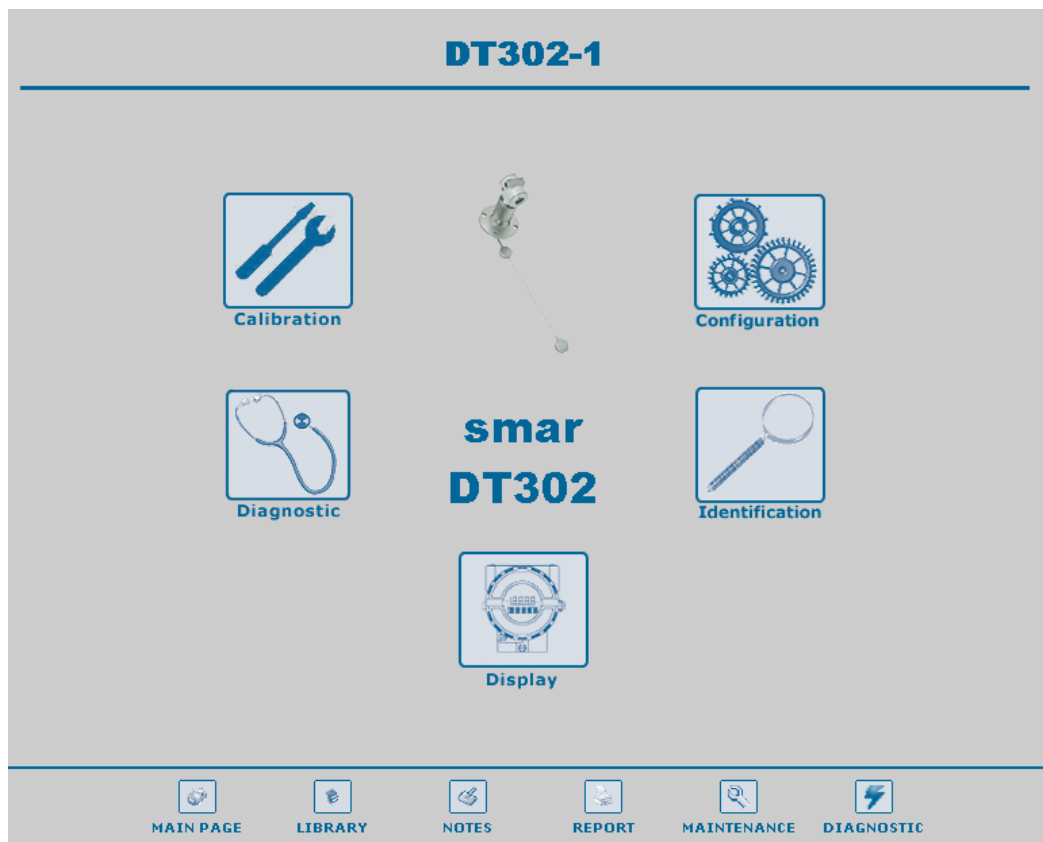 DT302-1
Calibration
Configuration
smar
DT302
Diagnostic
Identification
Display
MAIN PAGE
LIBRARY
NOTES
REPORT
MAINTENANCE
DIAGNOSTIC